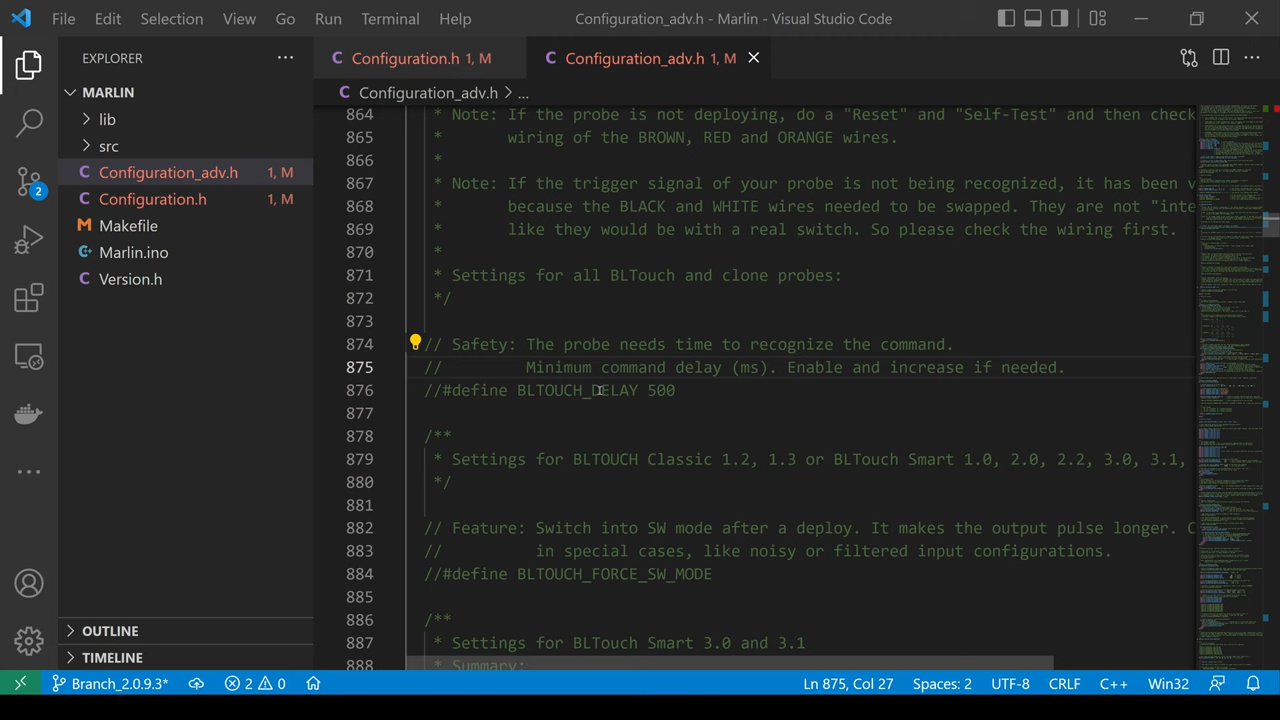 File Edit Selection View Go Run Terminal Help Configuration_adv.h - Marlin - Visual Studio Code
EXPLORER
MARLIN
lib
src
Configuration_adv.h 1, M
Configuration.h 1, M
Makefile
Marlin.ino
Version.h
OUTLINE
TIMELINE
2
Configuration.h 1, M Configuration_adv.h 1, M
Configuration_adv.h > ...
864 * Note: If the probe is not deploying, do a "Reset" and "Self-Test" and then check
865 * wiring of the BROWN, RED and ORANGE wires.
866 *
867 * Note: If the trigger signal of your probe is not being recognized, it has been v
868 * because the BLACK and WHITE wires needed to be swapped. They are not "inte
869 * like they would be with a real switch. So please check the wiring first.
870 *
871 * Settings for all BLTouch and clone probes:
872 */
873
874 // Safety: The probe needs time to recognize the command.
875 // Minimum command delay (ms). Enable and increase if needed.
876 //#define BLTOUCH_DELAY 500
877
878 /**
879 * Settings for BLTOUCH Classic 1.2, 1.3 or BLTouch Smart 1.0, 2.0, 2.2, 3.0, 3.1,
880 */
881
882 // Feature: Switch into SW mode after a deploy. It makes the output pulse longer. C
883 // in special cases, like noisy or filtered input configurations.
884 //#define BLTOUCH_FORCE_SW_MODE
885
886 /**
887 * Settings for BLTouch Smart 3.0 and 3.1
888 * Summary:
Branch_2.0.9.3* 2 0 Ln 875, Col 27 Spaces: 2 UTF-8 CRLF C++ Win32